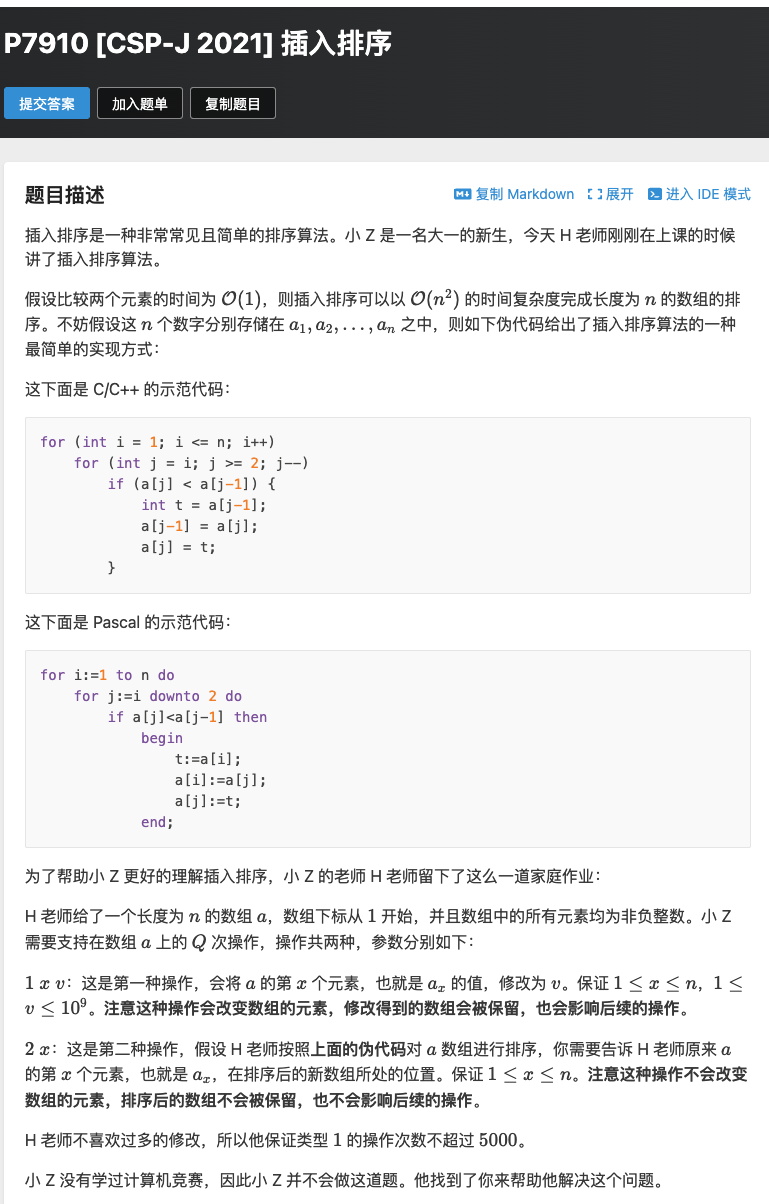 P7910 [CSP-J 2021] 插入排序
提交答案 加入题单 复制题目
题目描述 复制 Markdown 展开 进入 IDE 模式
插入排序是一种非常常见且简单的排序算法。小 Z 是一名大一的新生，今天 H 老师刚刚在上课的时候
讲了插入排序算法。
假设比较两个元素的时间为 𝒪(1)，则插入排序可以以 𝒪(n²) 的时间复杂度完成长度为 n 的数组的排
序。不妨假设这 n 个数字分别存储在 a₁, a₂, . . . , aₙ 之中，则如下伪代码给出了插入排序算法的一种
最简单的实现方式：
这下面是 C/C++ 的示范代码：
for (int i = 1; i <= n; i++)
    for (int j = i; j >= 2; j--)
        if (a[j] < a[j-1]) {
            int t = a[j-1];
            a[j-1] = a[j];
            a[j] = t;
        }
这下面是 Pascal 的示范代码：
for i:=1 to n do
    for j:=i downto 2 do
        if a[j]<a[j-1] then
            begin
                t:=a[i];
                a[i]:=a[j];
                a[j]:=t;
            end;
为了帮助小 Z 更好的理解插入排序，小 Z 的老师 H 老师留下了这么一道家庭作业：
H 老师给了一个长度为 n 的数组 a，数组下标从 1 开始，并且数组中的所有元素均为非负整数。小 Z
需要支持在数组 a 上的 Q 次操作，操作共两种，参数分别如下：
1 x v：这是第一种操作，会将 a 的第 x 个元素，也就是 aₓ 的值，修改为 v。保证 1 ≤ x ≤ n，1 ≤
v ≤ 10⁹。注意这种操作会改变数组的元素，修改得到的数组会被保留，也会影响后续的操作。
2 x：这是第二种操作，假设 H 老师按照上面的伪代码对 a 数组进行排序，你需要告诉 H 老师原来 a
的第 x 个元素，也就是 aₓ，在排序后的新数组所处的位置。保证 1 ≤ x ≤ n。注意这种操作不会改变
数组的元素，排序后的数组不会被保留，也不会影响后续的操作。
H 老师不喜欢过多的修改，所以他保证类型 1 的操作次数不超过 5000。
小 Z 没有学过计算机竞赛，因此小 Z 并不会做这道题。他找到了你来帮助他解决这个问题。